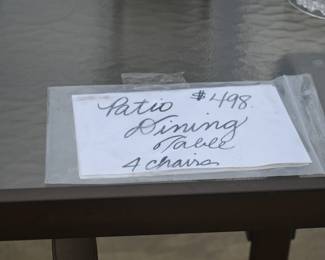 Patio $498.
Dining
Table
4 chairs